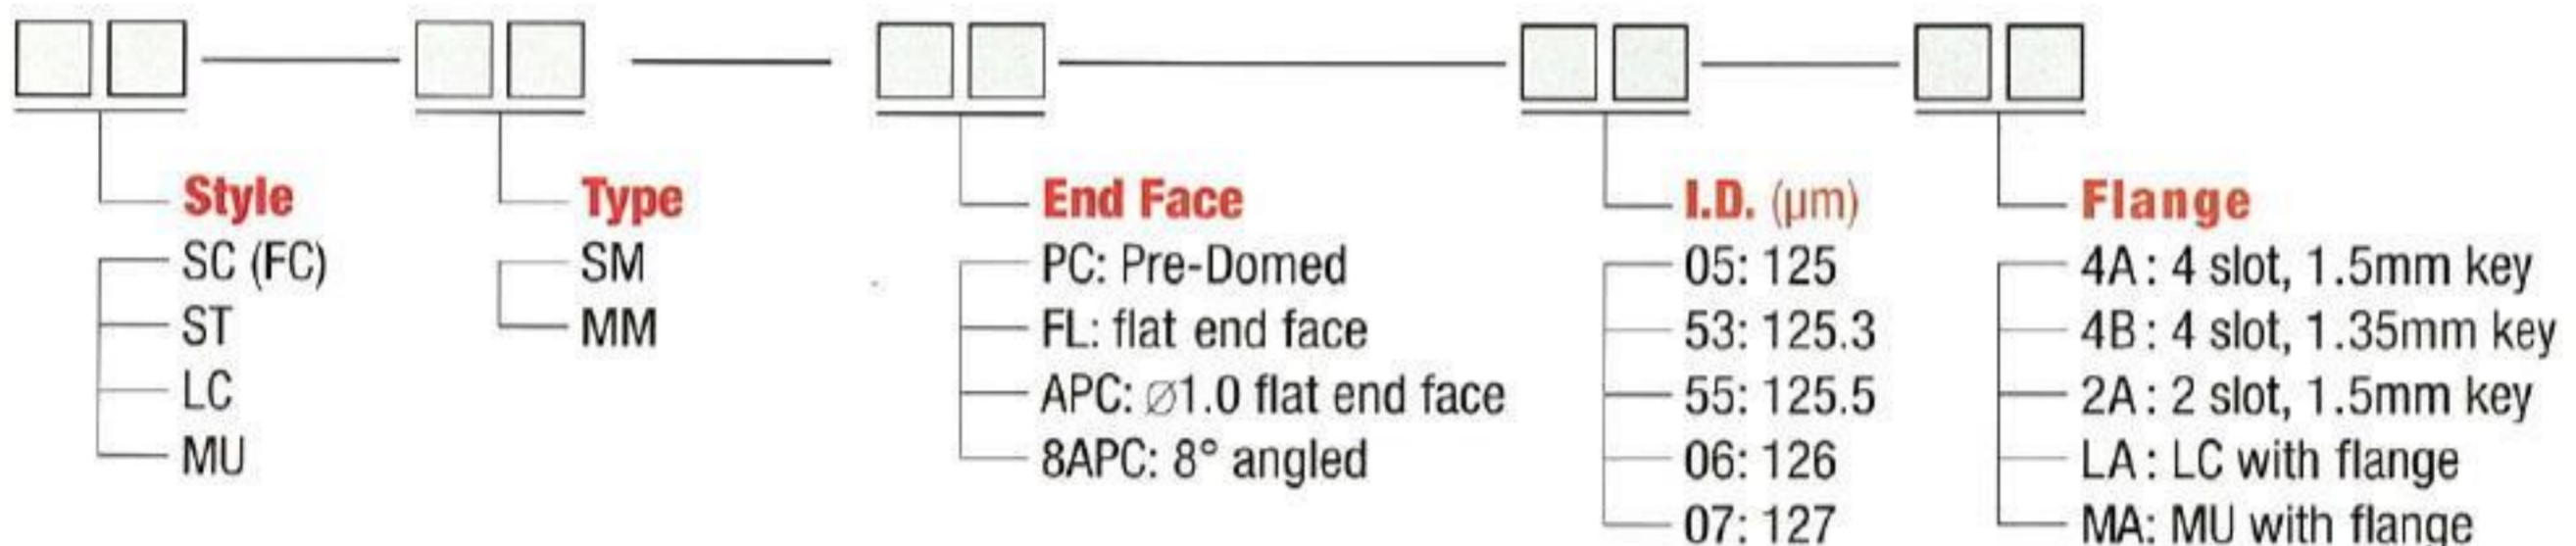 Style
SC (FC)
ST
LC
MU
Type
SM
MM
End Face
PC: Pre-Domed
FL: flat end face
APC: ∅1.0 flat end face
8APC: 8° angled
I.D. (µm)
05: 125
53: 125.3
55: 125.5
06: 126
07: 127
Flange
4A: 4 slot, 1.5mm key
4B: 4 slot, 1.35mm key
2A: 2 slot, 1.5mm key
LA: LC with flange
MA: MU with flange